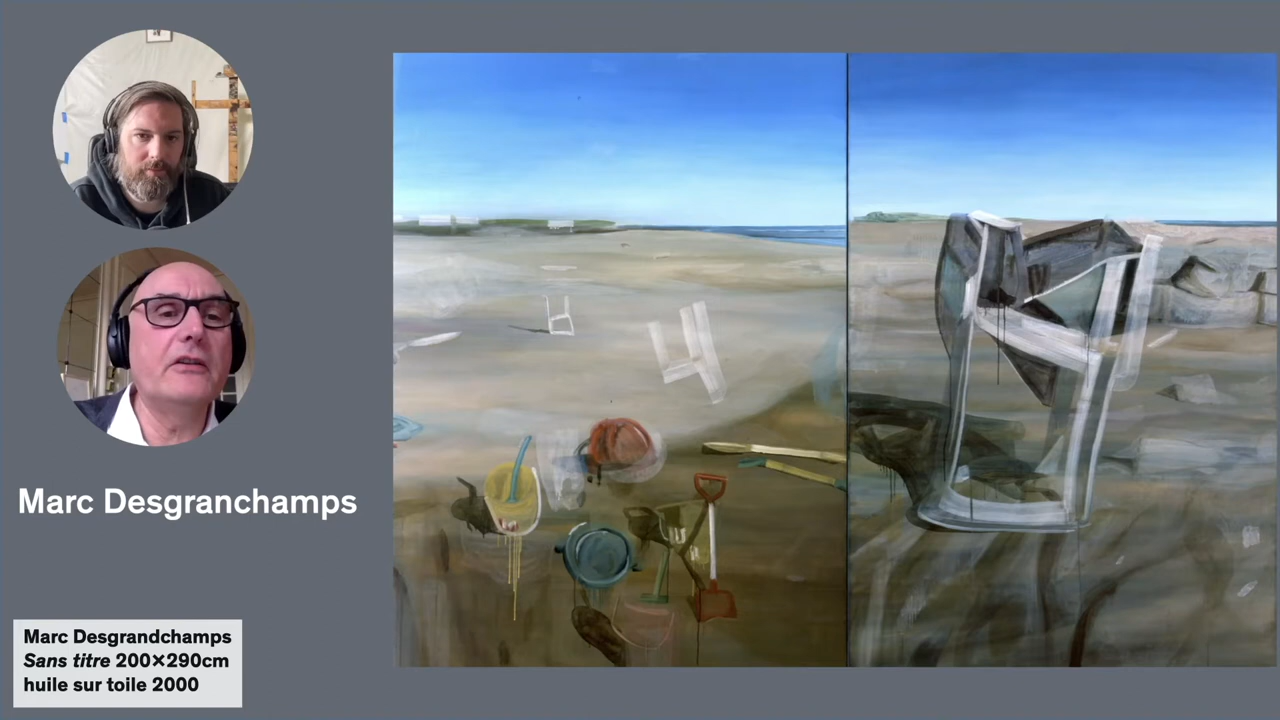 Marc Desgranchamps
Marc Desgrandchamps
Sans titre 200×290cm
huile sur toile 2000